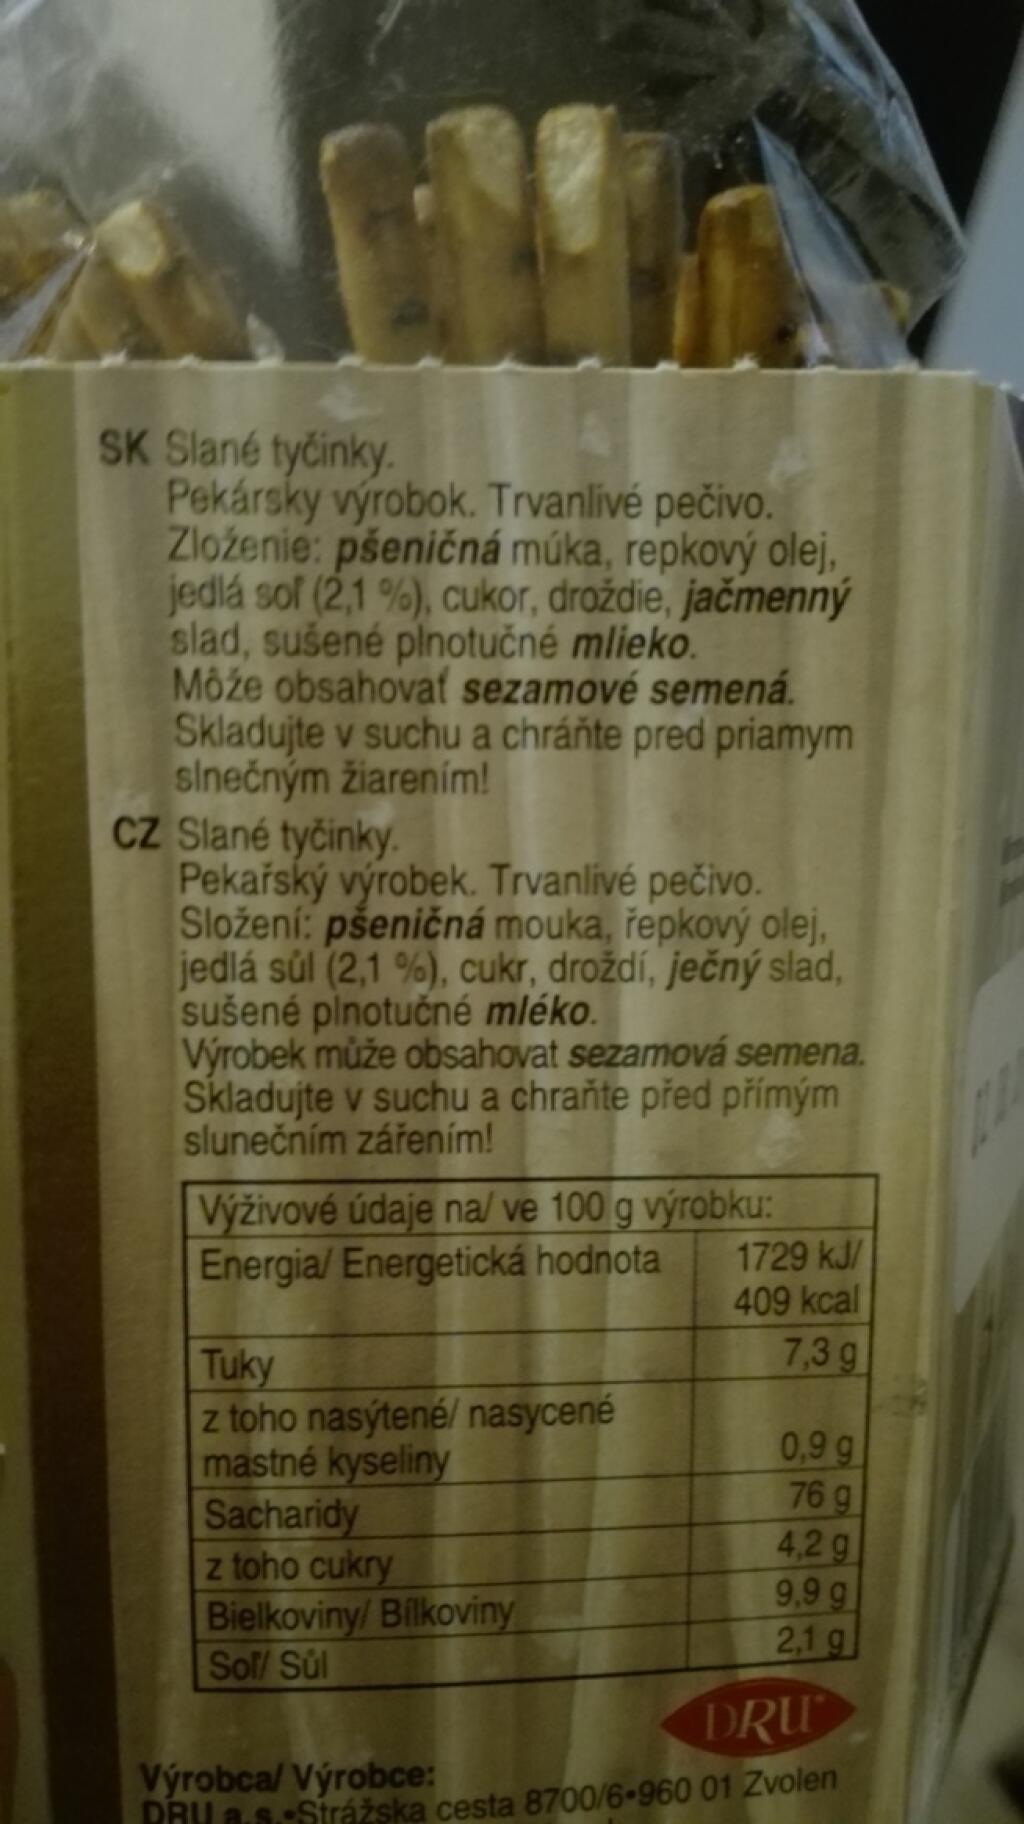 SK Slané tyčinky.
Pekársky výrobok. Trvanlivé pečivo.
Zloženie: pšeničná múka, repkový olej,
jedlá soľ (2,1 %), cukor, droždie, jačmenný
slad, sušené plnotučné mlieko.
Môže obsahovať sezamové semená.
Skladujte v suchu a chráňte pred priamym
slnečným žiarením!
CZ Slané tyčinky.
Pekařský výrobek. Trvanlivé pečivo.
Složení: pšeničná mouka, řepkový olej,
jedlá sůl (2,1 %), cukr, droždí, ječný slad,
sušené plnotučné mléko.
Výrobek může obsahovat sezamová semena.
Skladujte v suchu a chraňte před přímým
slunečním zářením!
Výživové údaje na/ ve 100 g výrobku:
Energia/ Energetická hodnota 1729 kJ/
409 kcal
Tuky 7,3 g
z toho nasýtené/ nasycené
mastné kyseliny 0,9 g
Sacharidy 76 g
z toho cukry 4,2 g
Bielkoviny/ Bílkoviny 9,9 g
Soľ/ Sůl 2,1 g
DRU
Výrobca/ Výrobce:
DRU a.s.•Strážska cesta 8700/6•960 01 Zvolen